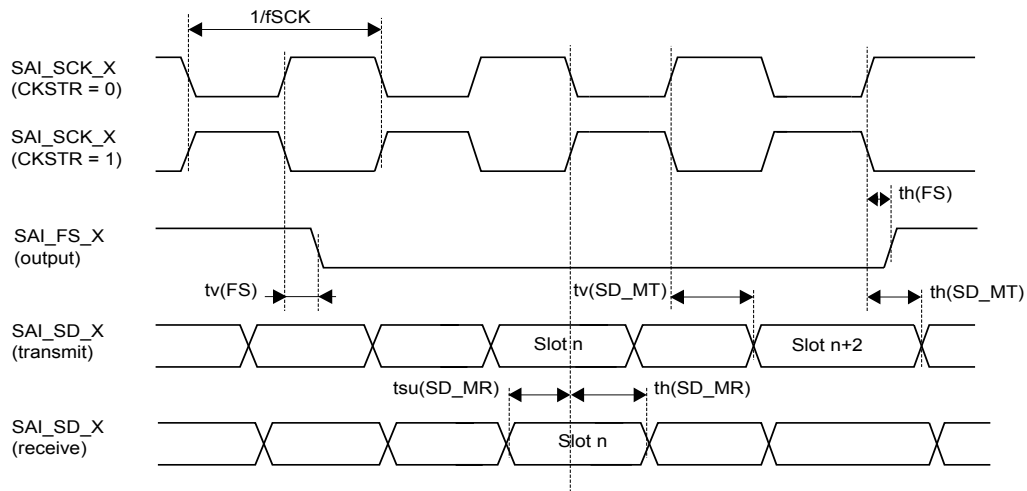 1/fSCK
SAI_SCK_X
(CKSTR = 0)
SAI_SCK_X
(CKSTR = 1)
th(FS)
SAI_FS_X
(output)
tv(FS)
tv(SD_MT)
th(SD_MT)
SAI_SD_X
(transmit)
Slot n
Slot n+2
tsu(SD_MR)
th(SD_MR)
SAI_SD_X
(receive)
Slot n